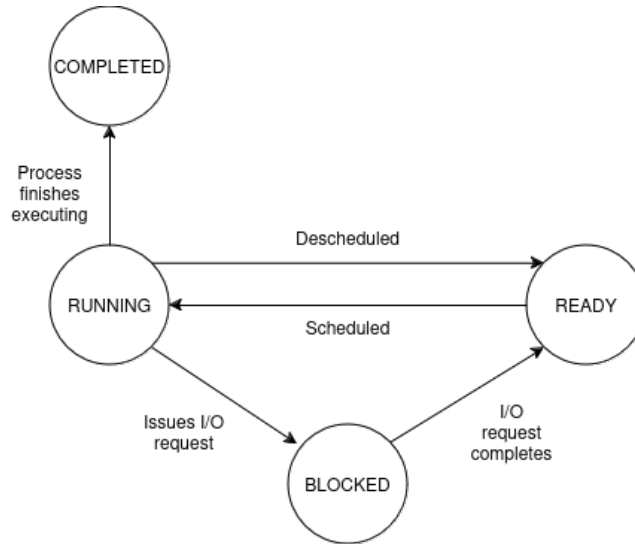 COMPLETED
Process
finishes
executing
Descheduled
RUNNING
READY
Scheduled
Issues I/O
request
I/O
request
completes
BLOCKED